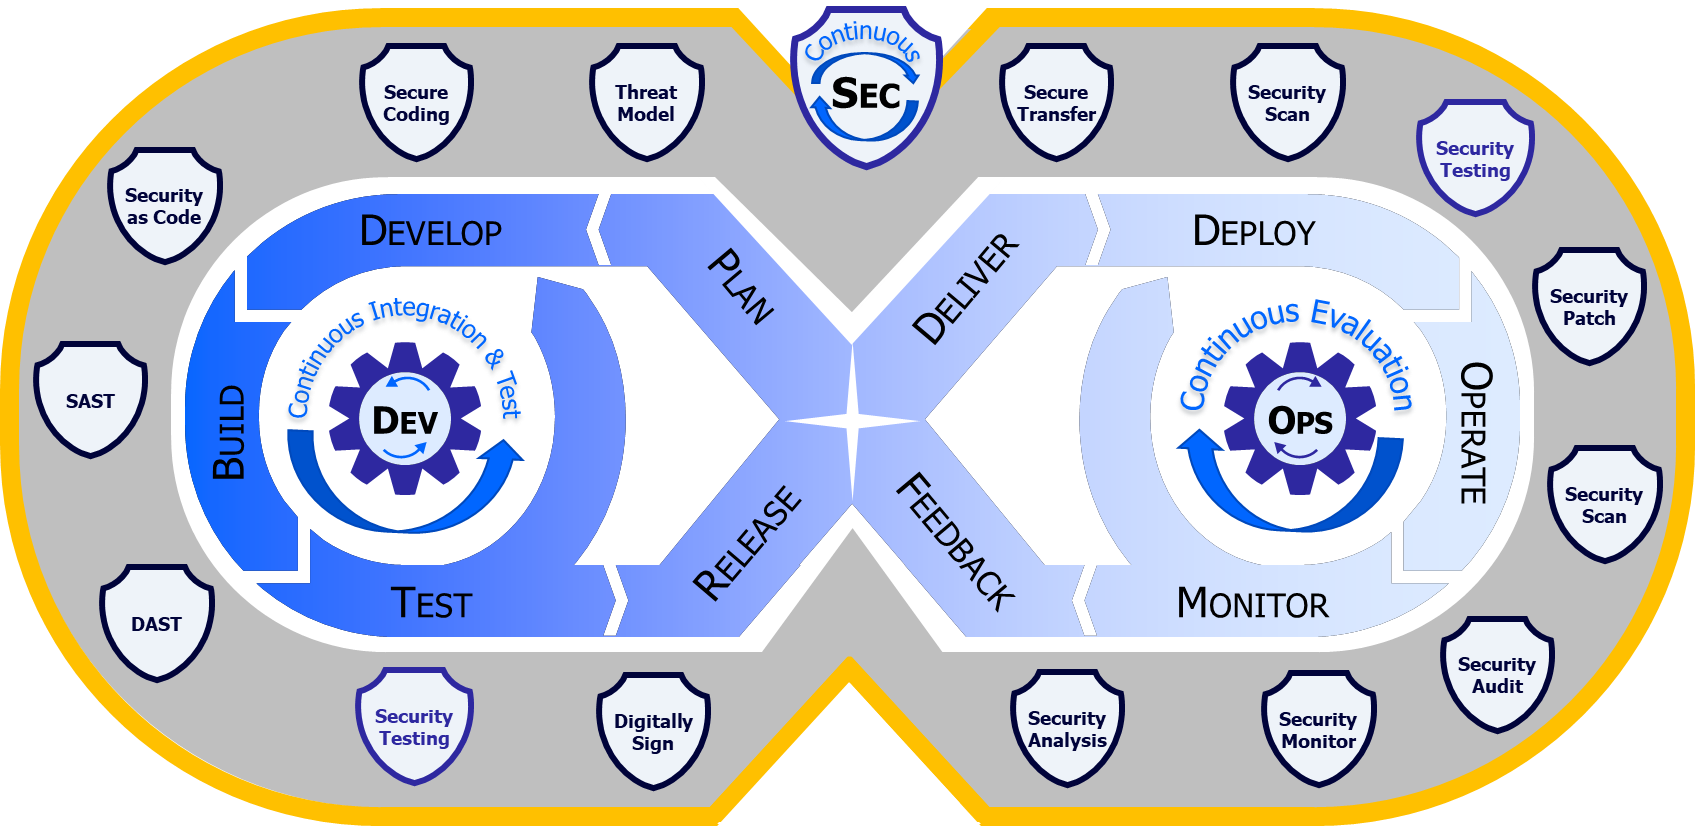 Continuous
SEC
Secure
Coding
Threat
Model
Secure
Transfer
Security
Scan
Security
Testing
Security
as Code
DEVELOP
PLAN
DELIVER
DEPLOY
Security
Patch
Continuous Integration & Test
Continuous Evaluation
SAST
BUILD
DEV
OPS
OPERATE
Security
Scan
RELEASE
FEEDBACK
DAST
TEST
MONITOR
Security
Audit
Security
Testing
Digitally
Sign
Security
Analysis
Security
Monitor